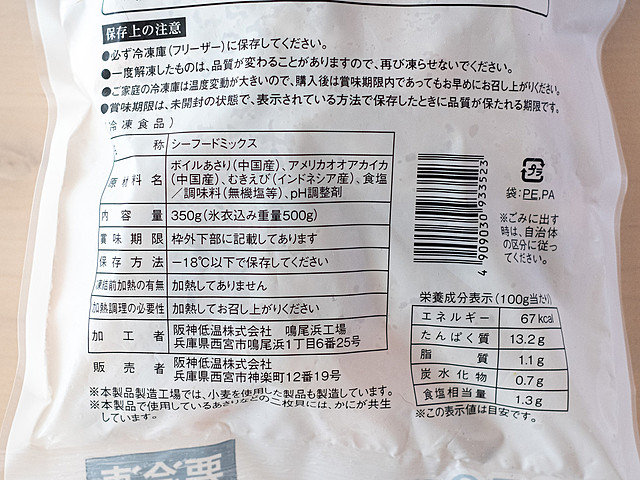 保存上の注意
●必ず冷凍庫(フリーザー)に保存してください。
●一度解凍したものは、品質が変わることがありますので、再び凍らせないでください。
●ご家庭の冷凍庫は温度変動が大きいので、購入後は賞味期限内であってもお早めにお召し上がりください。
●賞味期限は、未開封の状態で、表示されている方法で保存したときに品質が保たれる期限です。
(冷凍食品)
名称 シーフードミックス
原材料名 ボイルあさり(中国産)、アメリカオオアカイカ
(中国産)、むきえび(インドネシア産)、食塩
/調味料(無機塩等)、pH調整剤
内容量 350g(氷衣込み重量500g)
賞味期限 枠外下部に記載してあります
保存方法 -18℃以下で保存してください
凍結前加熱の有無 加熱してありません
加熱調理の必要性 加熱してお召し上がりください
加工者 阪神低温株式会社 鳴尾浜工場
兵庫県西宮市鳴尾浜1丁目6番25号
販売者 阪神低温株式会社
兵庫県西宮市神楽町12番19号
※本製品製造工場では、小麦を使用した製品も製造しています。
※本製品で使用しているあさりなどの二枚貝には、かにが共生
しています。
4 909030 933523
プラ
袋:PE,PA
※ごみに出す
時は、自治体
の区分に従っ
てください。
栄養成分表示(100g当たり)
エネルギー 67kcal
たんぱく質 13.2g
脂質 1.1g
炭水化物 0.7g
食塩相当量 1.3g
※この表示値は目安です。